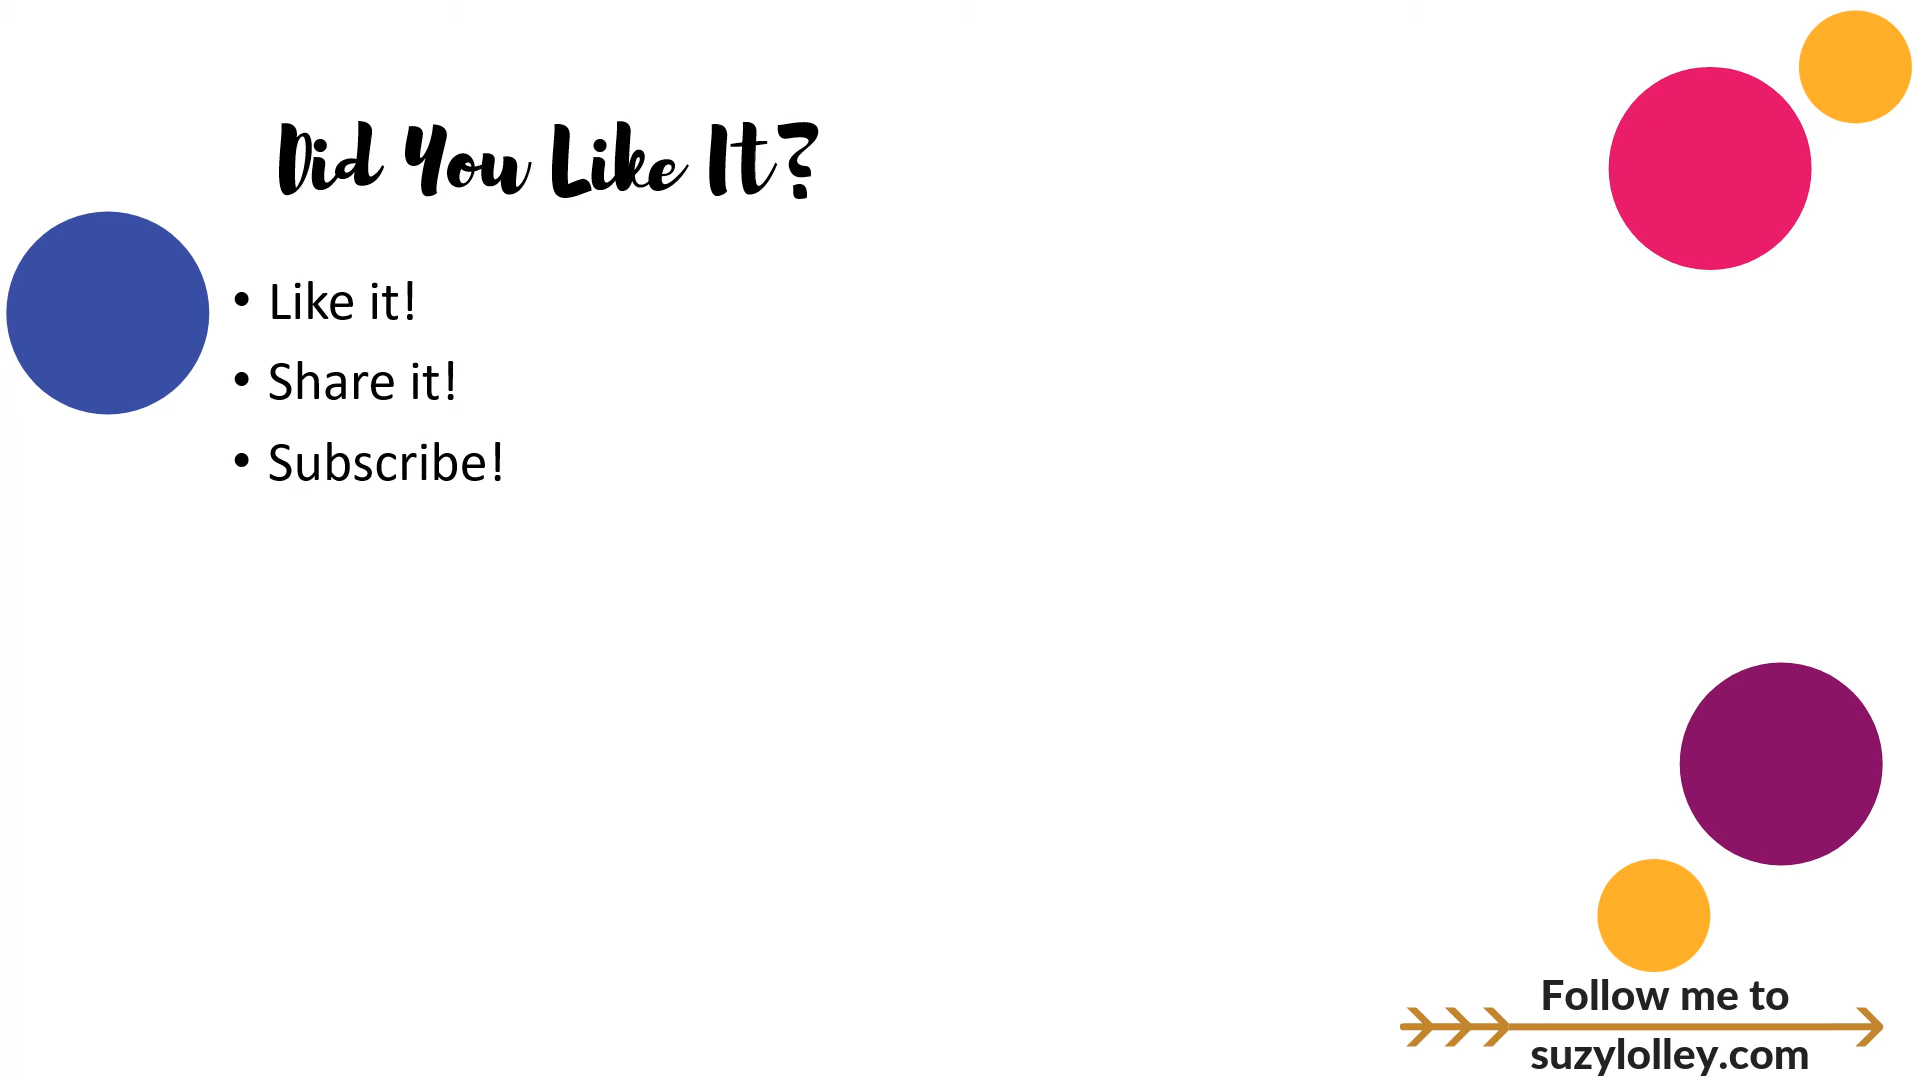 Did You Like It?
• Like it!
• Share it!
• Subscribe!
Follow me to
suzylolley.com